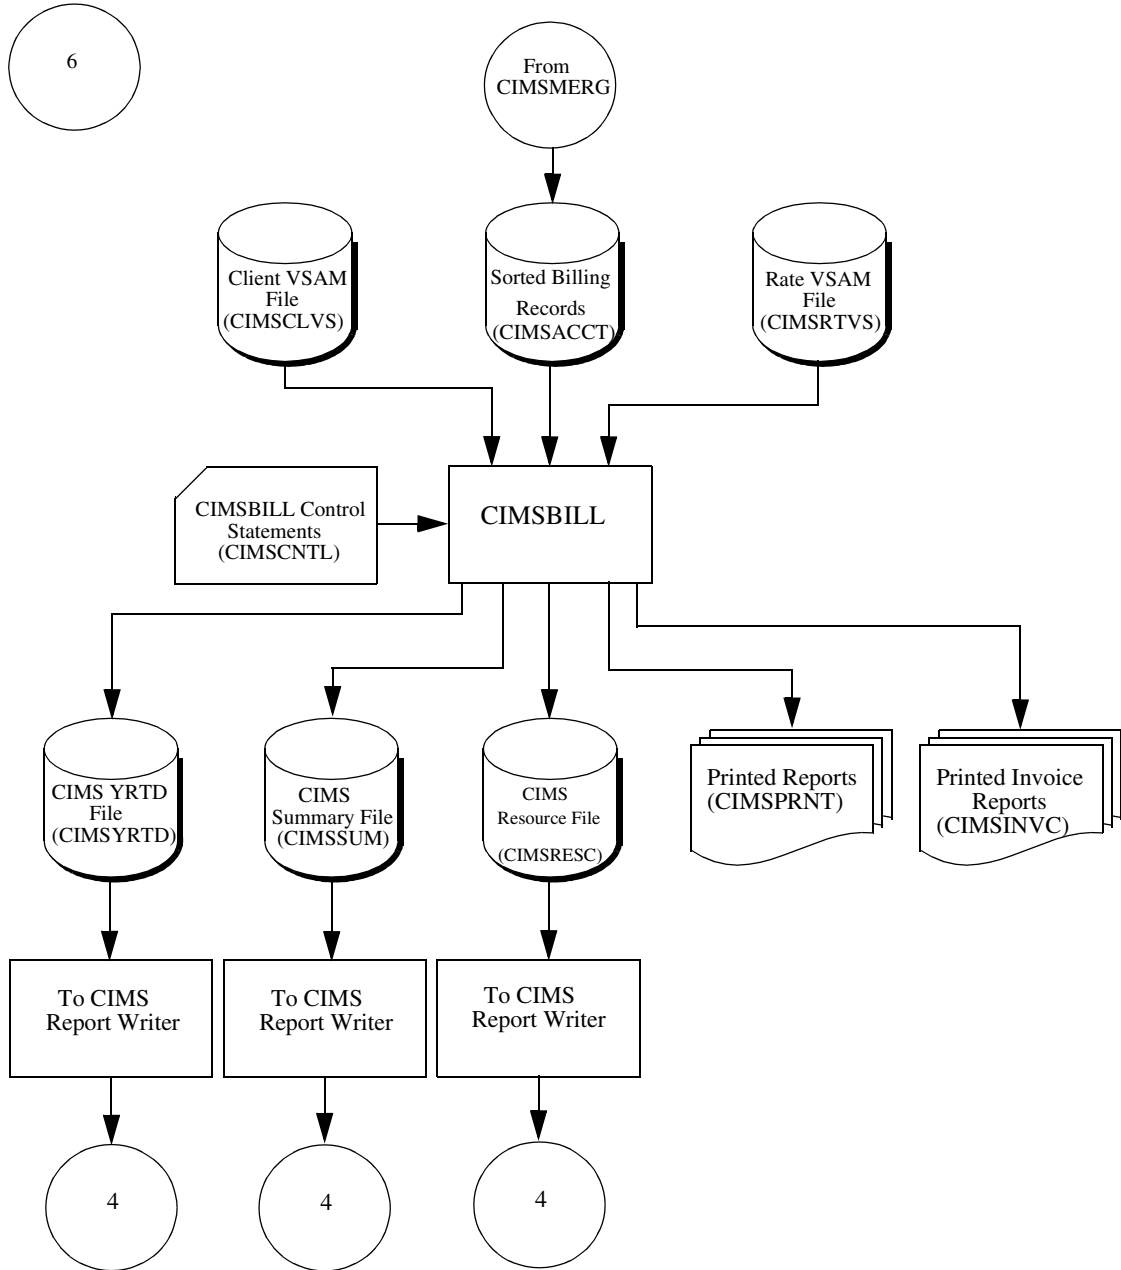 6
From
CIMSMERG
Client VSAM
File
(CIMSCLVS)
Sorted Billing
Records
(CIMSACCT)
Rate VSAM
File
(CIMSRTVS)
CIMSBILL Control
Statements
(CIMSCNTL)
CIMSBILL
CIMS YRTD
File
(CIMSYRTD)
CIMS
Summary File
(CIMSSUM)
CIMS
Resource File
(CIMSRESC)
Printed Reports
(CIMSPRNT)
Printed Invoice
Reports
(CIMSINVC)
To CIMS
Report Writer
To CIMS
Report Writer
To CIMS
Report Writer
4
4
4